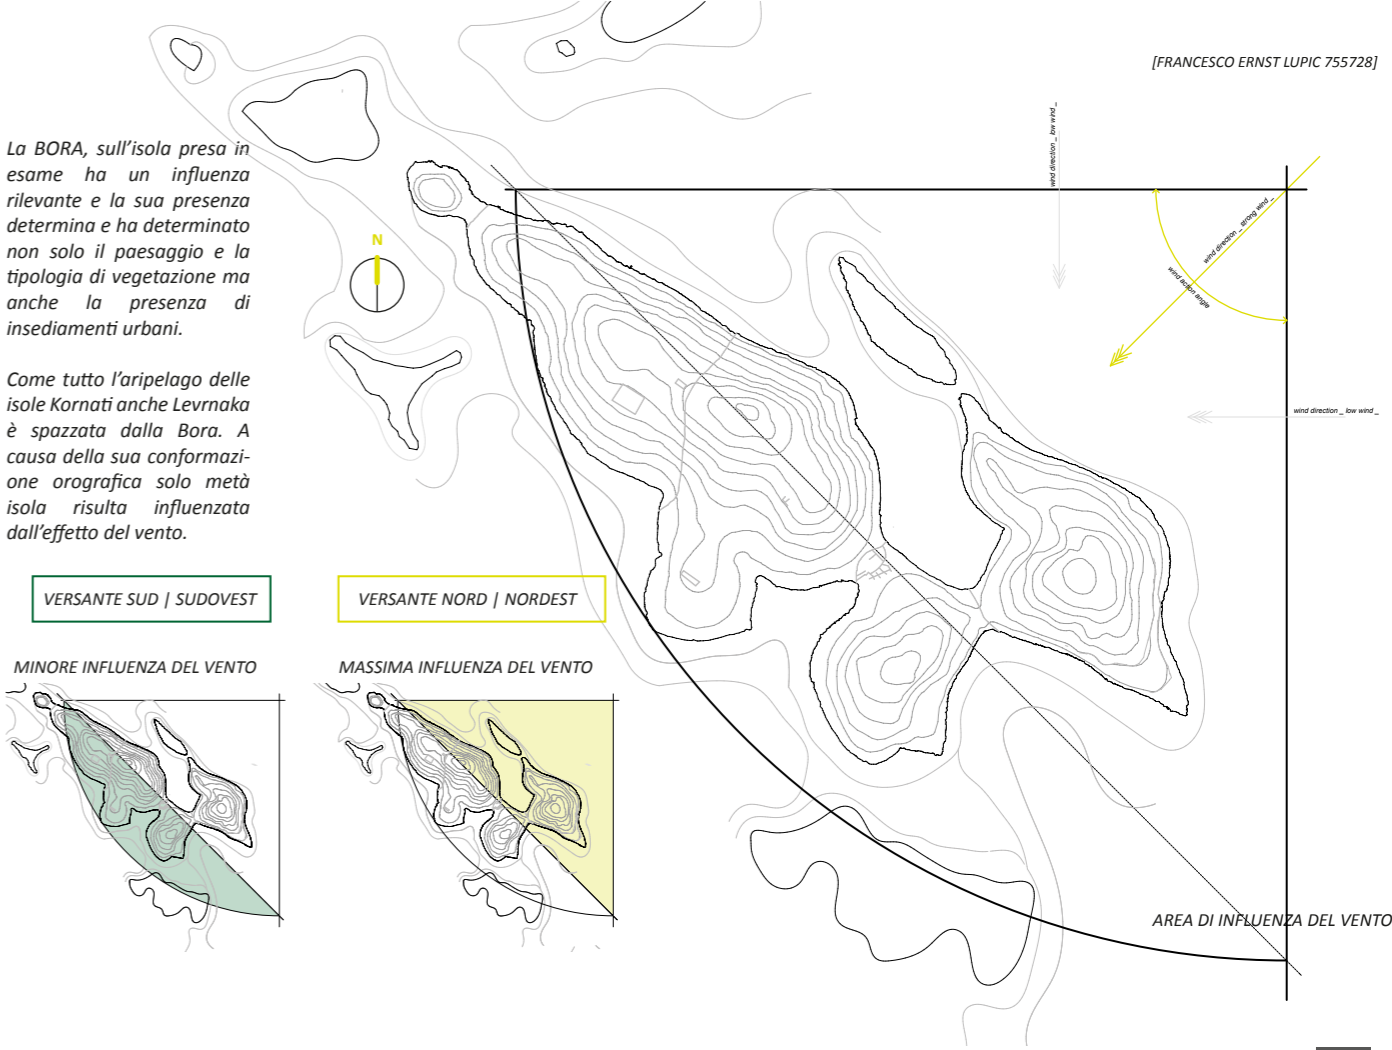 [FRANCESCO ERNST LUPIC 755728]
La BORA, sull'isola presa in
esame ha un influenza
rilevante e la sua presenza
determina e ha determinato
non solo il paesaggio e la
tipologia di vegetazione ma
anche la presenza di
insediamenti urbani.
Come tutto l'aripelago delle
isole Kornati anche Levrnaka
è spazzata dalla Bora. A
causa della sua conformazi-
one orografica solo metà
isola risulta influenzata
dall'effetto del vento.
N
wind direction _ low wind _
wind direction _ strong wind _
wind action angle
wind direction _ low wind _
VERSANTE SUD | SUDOVEST
VERSANTE NORD | NORDEST
MINORE INFLUENZA DEL VENTO
MASSIMA INFLUENZA DEL VENTO
AREA DI INFLUENZA DEL VENTO